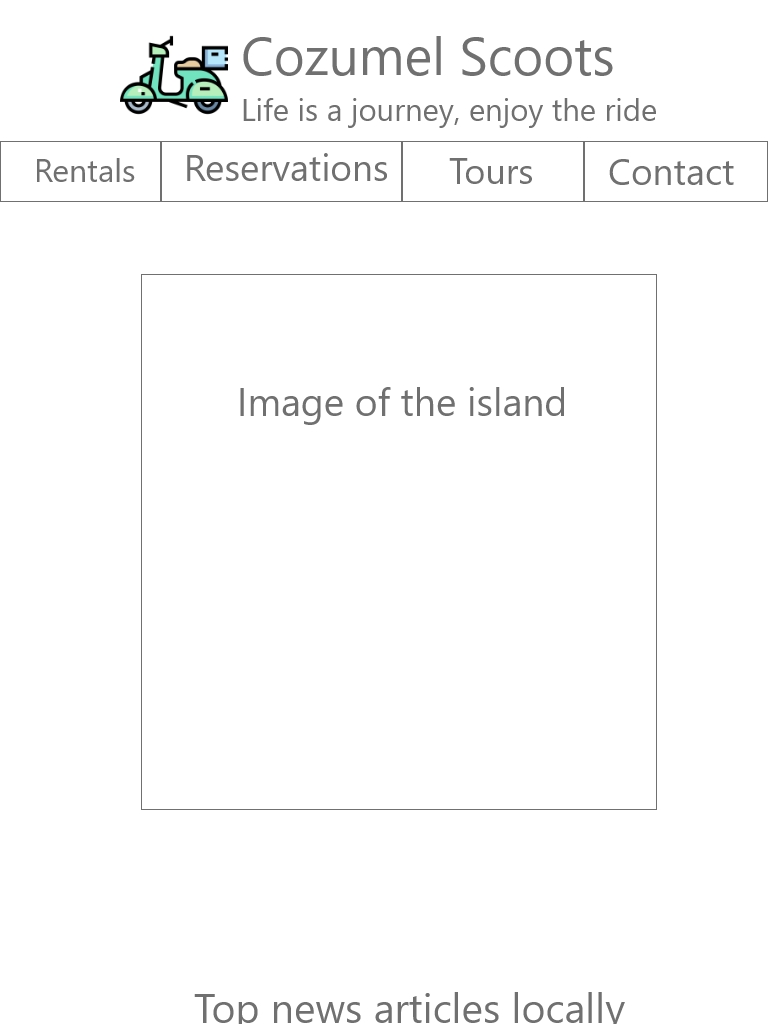 Cozumel Scoots
Life is a journey, enjoy the ride
Rentals
Reservations
Tours
Contact
Image of the island
Top news articles locally